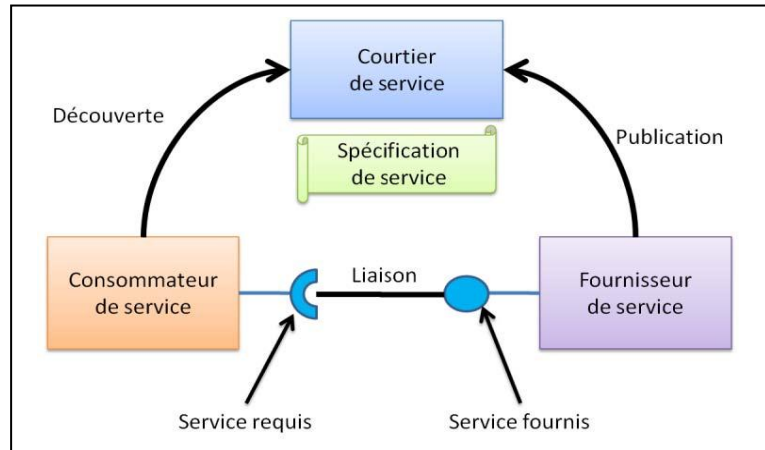 Courtier
de service
Découverte
Publication
Spécification
de service
Consommateur
de service
Liaison
Fournisseur
de service
Service requis
Service fournis